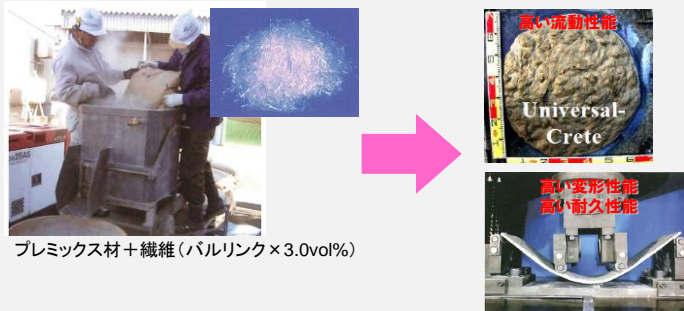 高い流動性能
Universal-
Crete
高い変形性能
高い耐久性能
プレミックス材＋繊維（バルリンク×3.0vol%）